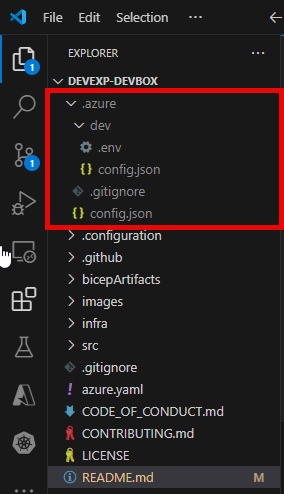 File Edit Selection
EXPLORER ...
DEVEXP-DEVBOX
.azure
dev
.env
config.json
.gitignore
config.json
.configuration
.github
bicepArtifacts
images
infra
src
.gitignore
azure.yaml
CODE_OF_CONDUCT.md
CONTRIBUTING.md
LICENSE
README.md M
1
1